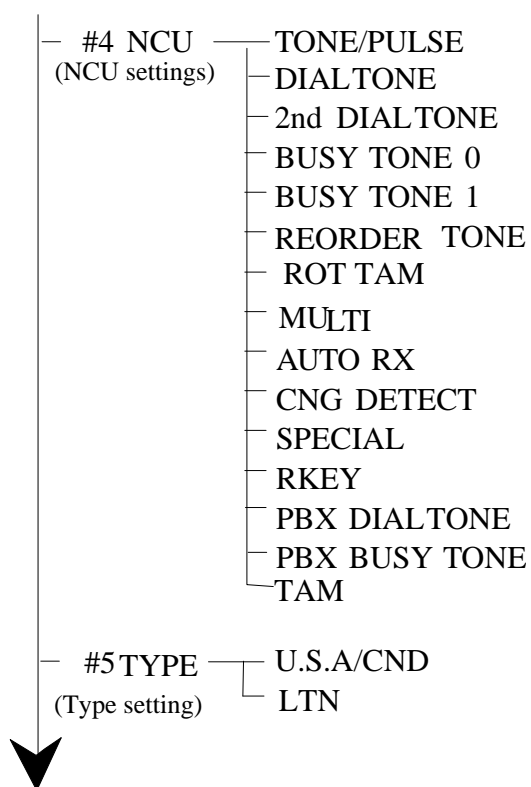 #4 NCU TONE/PULSE
(NCU settings)
DIALTONE
2nd DIALTONE
BUSY TONE 0
BUSY TONE 1
REORDER TONE
ROT TAM
MULTI
AUTO RX
CNG DETECT
SPECIAL
RKEY
PBX DIALTONE
PBX BUSY TONE
TAM
#5 TYPE U.S.A/CND
(Type setting) LTN